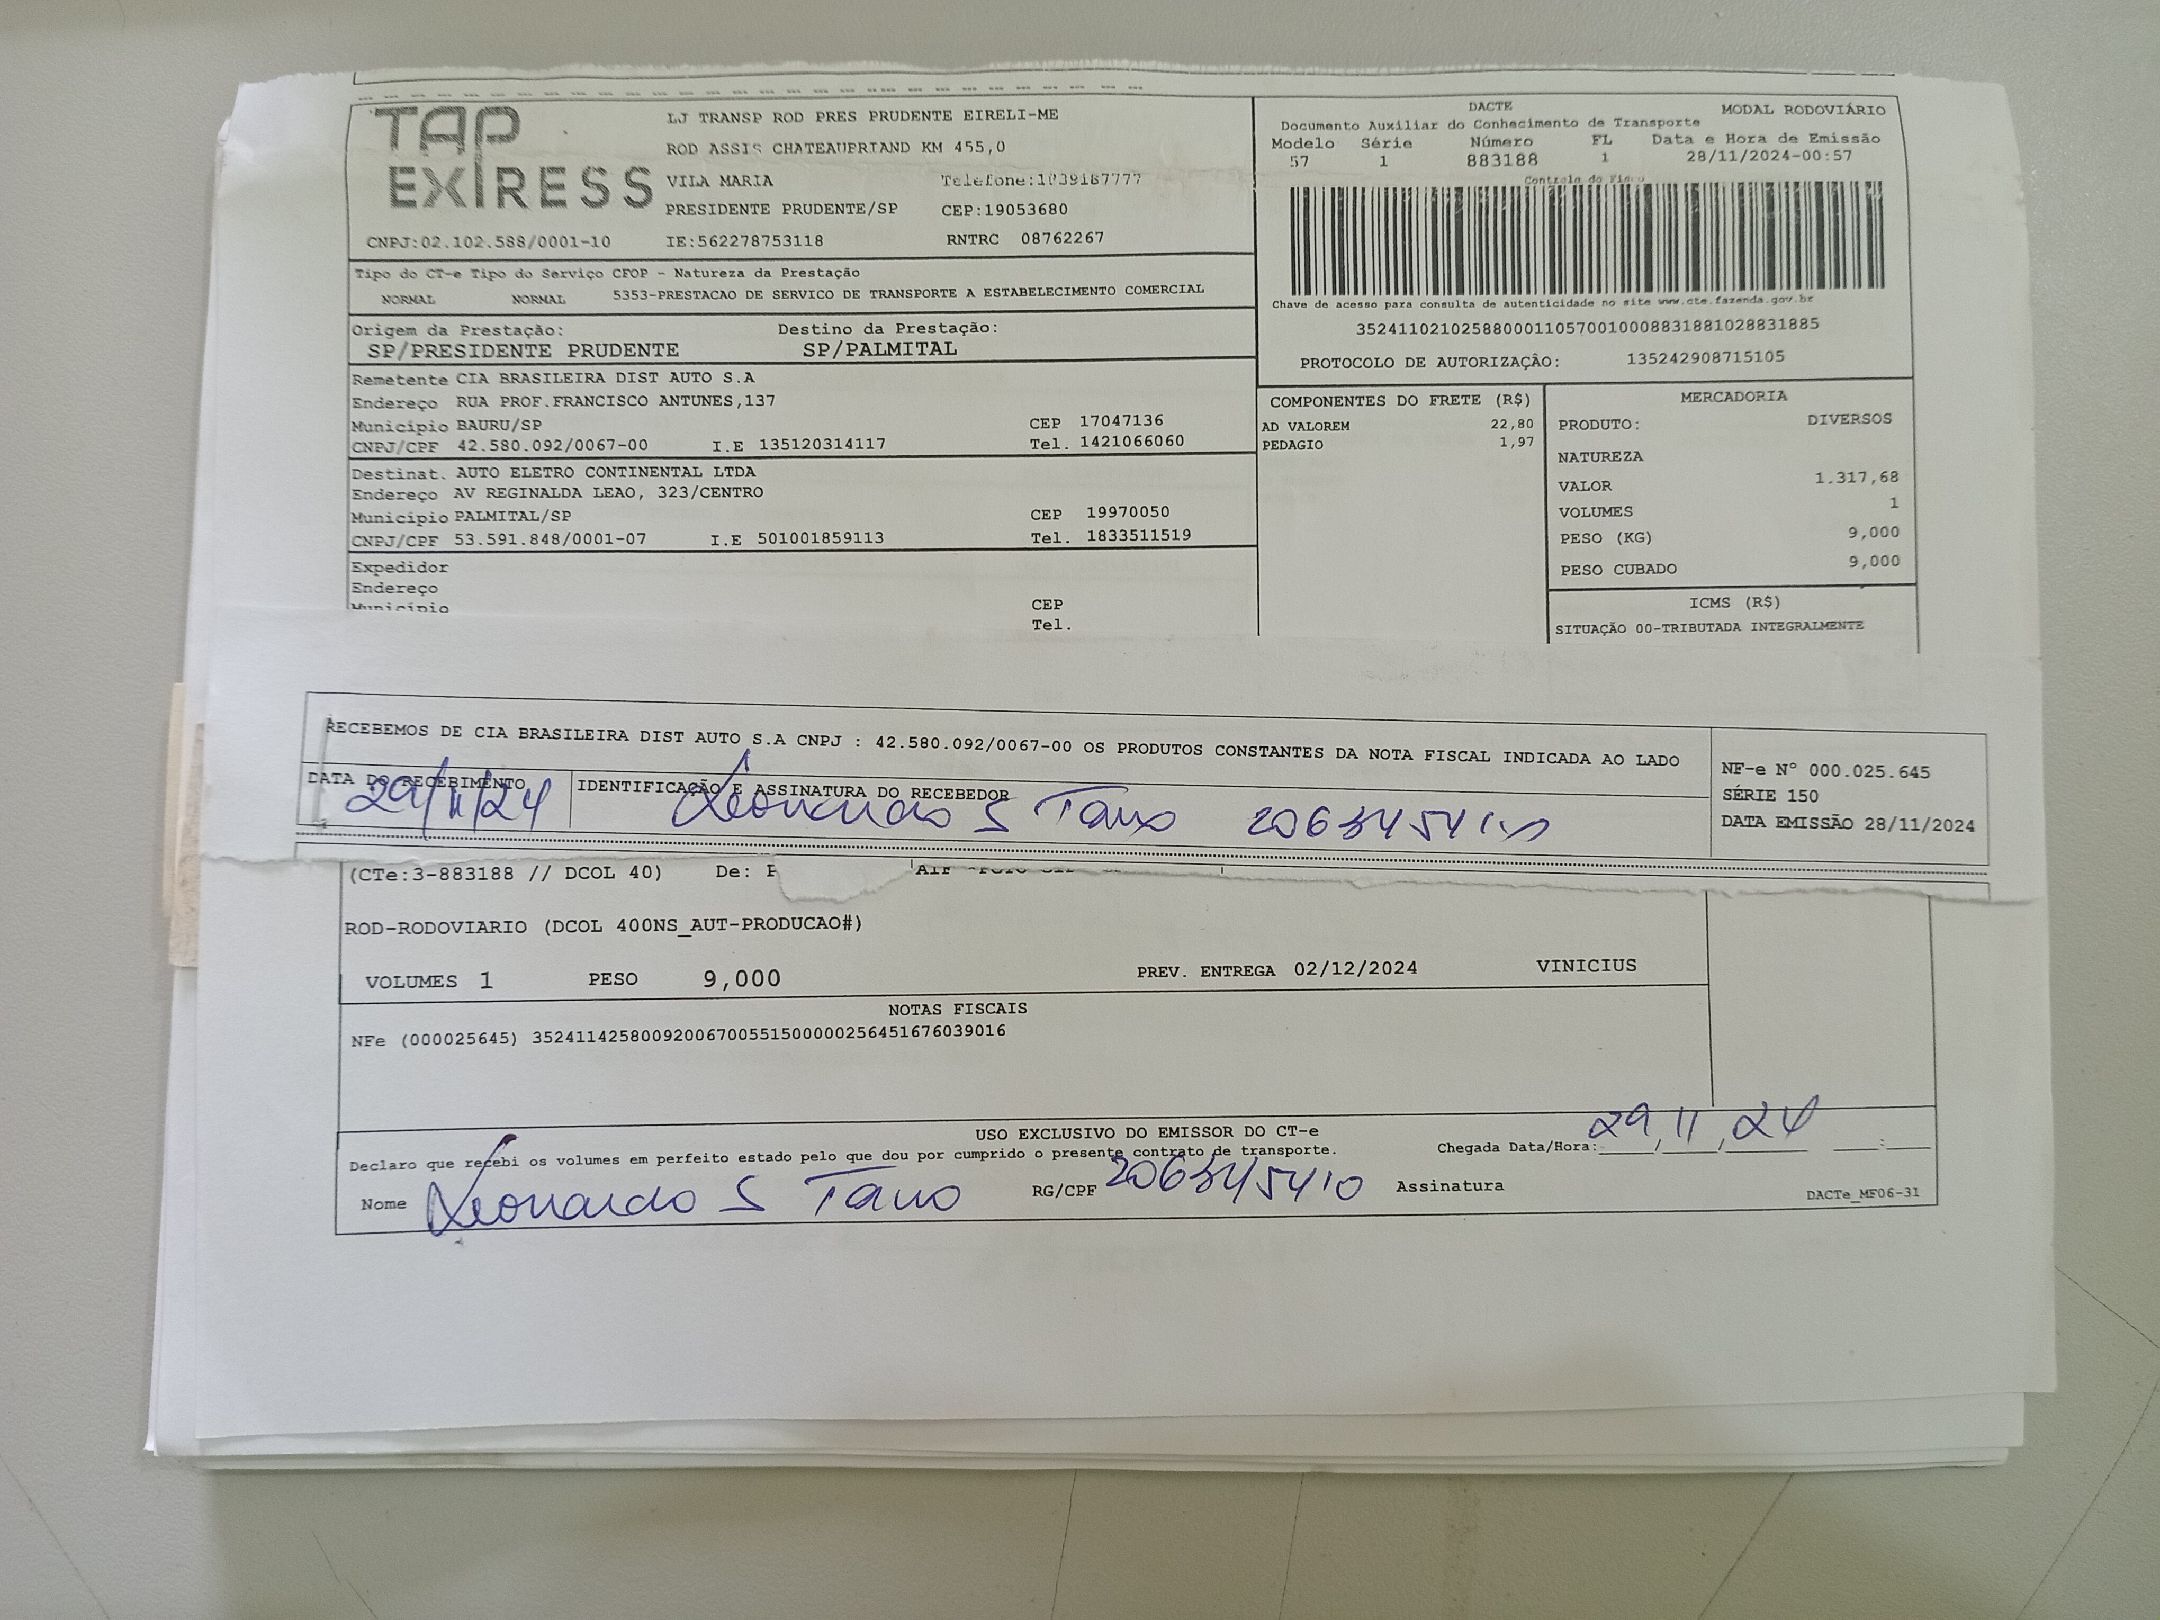 TAP EXPRESS
LJ TRANSP ROD PRES PRUDENTE EIRELI-ME
ROD ASSIS CHATEAUPRIAND KM 455,0
VILA MARIA Telefone:1839187777
PRESIDENTE PRUDENTE/SP CEP:19053680
CNPJ:02.102.588/0001-10 IE:562278753118 RNTRC 08762267
DACTE MODAL RODOVIÁRIO
Documento Auxiliar do Conhecimento de Transporte
Modelo Série Número FL Data e Hora de Emissão
57 1 883188 1 28/11/2024-00:57
Controle do Fisco
Chave de acesso para consulta de autenticidade no site www.cte.fazenda.gov.br
35241102102588000110570010008831881028831885
PROTOCOLO DE AUTORIZAÇÃO: 135242908715105
Tipo do CT-e Tipo do Serviço CFOP - Natureza da Prestação
NORMAL NORMAL 5353-PRESTACAO DE SERVICO DE TRANSPORTE A ESTABELECIMENTO COMERCIAL
Origem da Prestação: Destino da Prestação:
SP/PRESIDENTE PRUDENTE SP/PALMITAL
Remetente CIA BRASILEIRA DIST AUTO S.A
Endereço RUA PROF.FRANCISCO ANTUNES,137
Município BAURU/SP CEP 17047136
CNPJ/CPF 42.580.092/0067-00 I.E 135120314117 Tel. 1421066060
Destinat. AUTO ELETRO CONTINENTAL LTDA
Endereço AV REGINALDA LEAO, 323/CENTRO
Município PALMITAL/SP CEP 19970050
CNPJ/CPF 53.591.848/0001-07 I.E 501001859113 Tel. 1833511519
Expedidor
Endereço
Município CEP
Tel.
COMPONENTES DO FRETE (R$)
AD VALOREM 22,80
PEDAGIO 1,97
MERCADORIA
PRODUTO: DIVERSOS
NATUREZA
VALOR 1.317,68
VOLUMES 1
PESO (KG) 9,000
PESO CUBADO 9,000
ICMS (R$)
SITUAÇÃO 00-TRIBUTADA INTEGRALMENTE
RECEBEMOS DE CIA BRASILEIRA DIST AUTO S.A CNPJ : 42.580.092/0067-00 OS PRODUTOS CONSTANTES DA NOTA FISCAL INDICADA AO LADO
DATA DO RECEBIMENTO IDENTIFICAÇÃO E ASSINATURA DO RECEBEDOR
29/11/24 Leonardo S
NF-e N° 000.025.645
SÉRIE 150
DATA EMISSÃO 28/11/2024
(CTe:3-883188 // DCOL 40) De:
ROD-RODOVIARIO (DCOL 400NS_AUT-PRODUCAO#)
VOLUMES 1 PESO 9,000 PREV. ENTREGA 02/12/2024 VINICIUS
NOTAS FISCAIS
NFe (000025645) 35241142580092006700551500000256451676039016
USO EXCLUSIVO DO EMISSOR DO CT-e
Declaro que recebi os volumes em perfeito estado pelo que dou por cumprido o presente contrato de transporte.
Chegada Data/Hora: 29/11/24 :
Nome Leonardo S RG/CPF Assinatura
DACTe_MF06-31